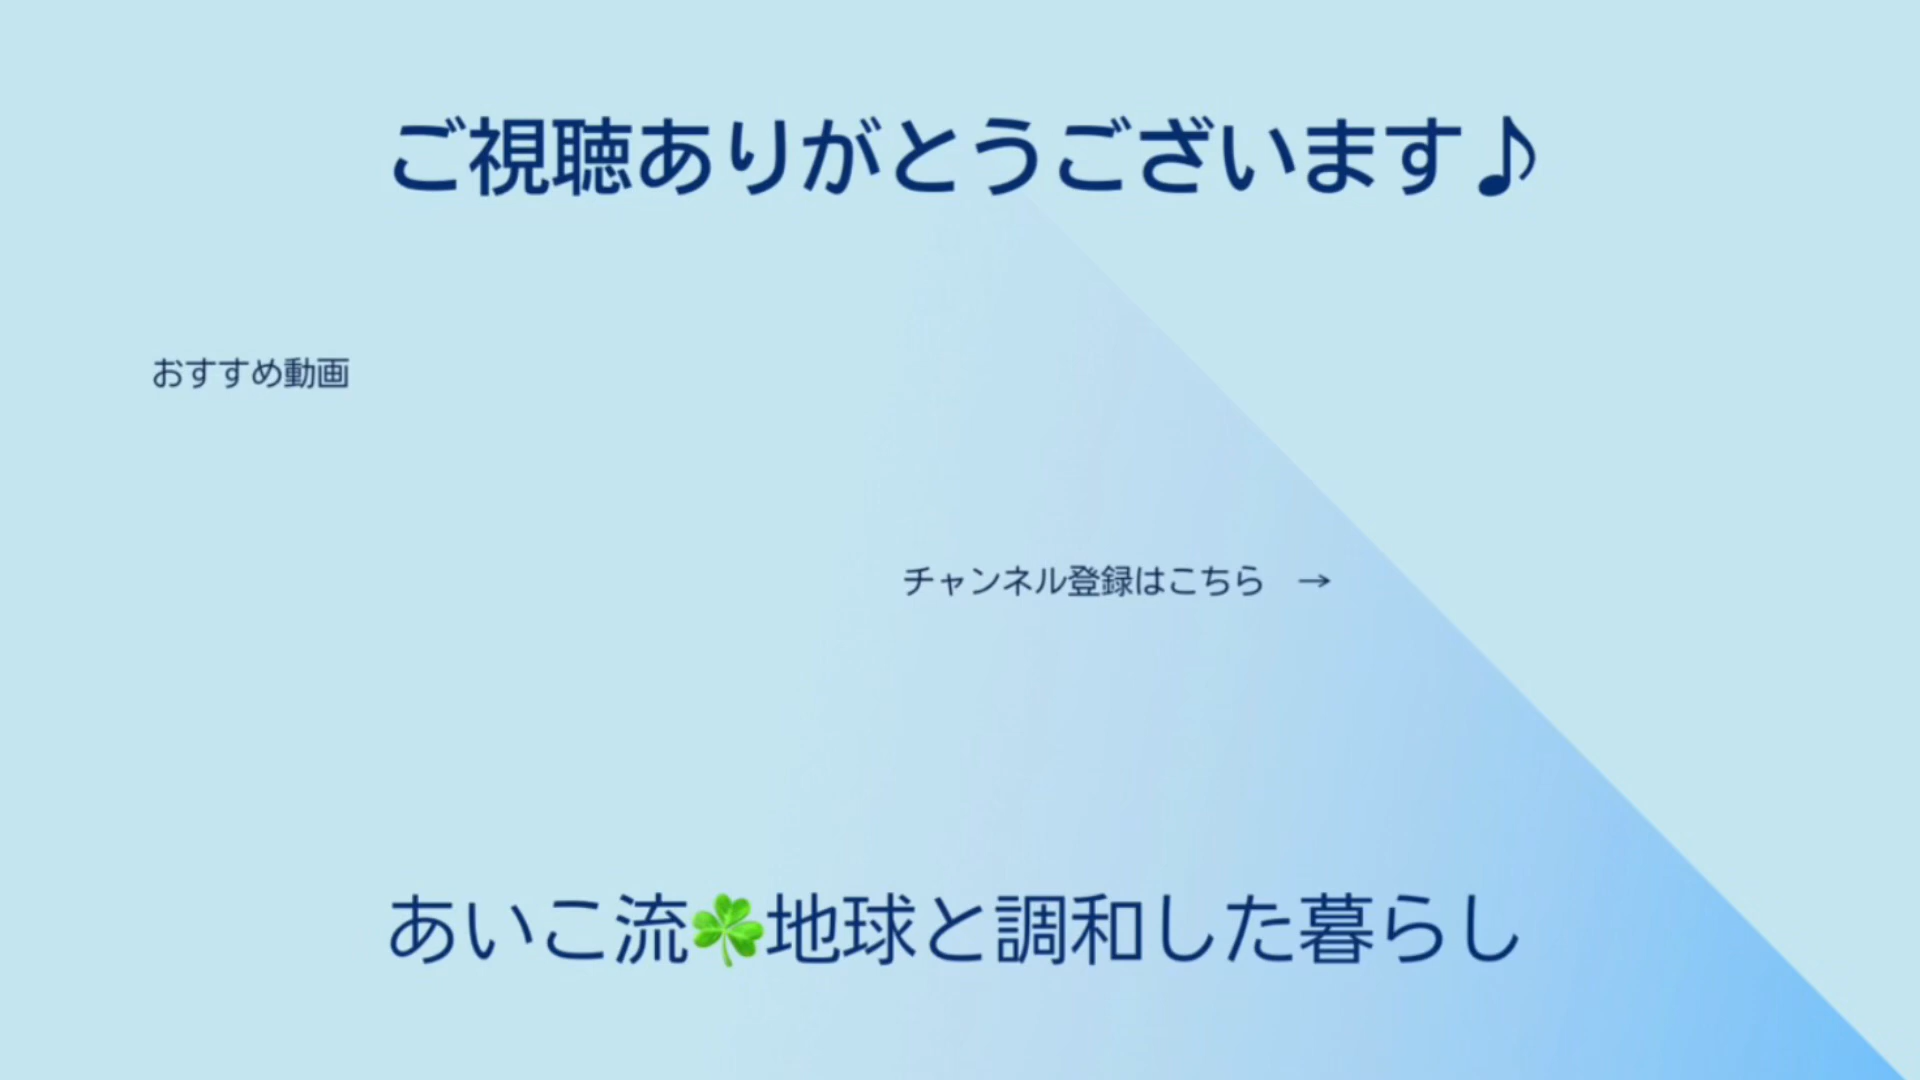 ご視聴ありがとうございます♪
おすすめ動画
チャンネル登録はこちら　→
あいこ流☘️地球と調和した暮らし